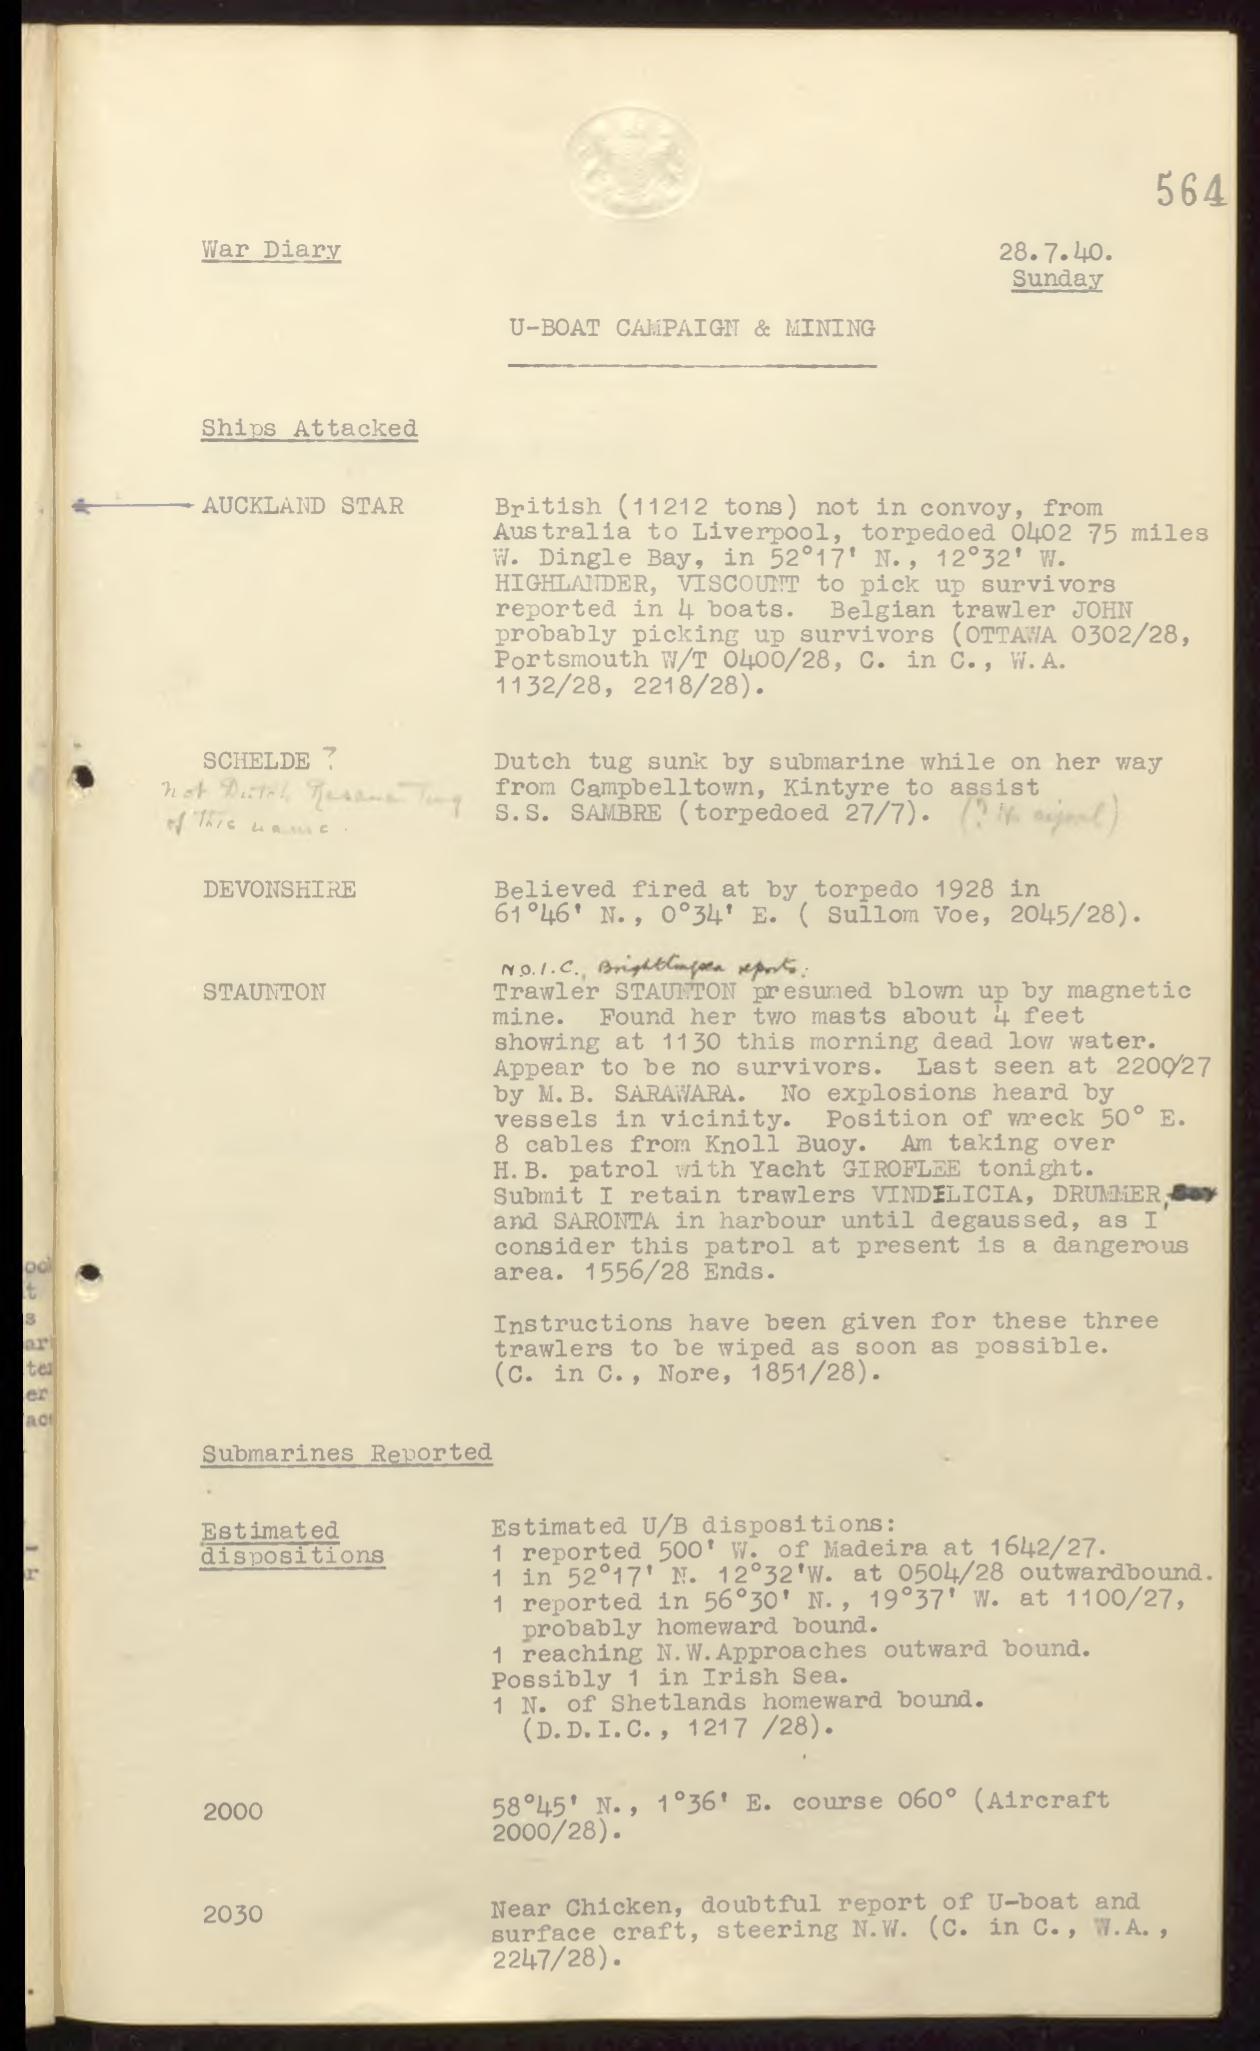 564
War Diary
28.7.40.
Sunday
U-BOAT CAMPAIGN & MINING
Ships Attacked
AUCKLAND STAR
British (11212 tons) not in convoy, from
Australia to Liverpool, torpedoed 0402 75 miles
W. Dingle Bay, in 52°17' N., 12°32' W.
HIGHLANDER, VISCOUNT to pick up survivors
reported in 4 boats. Belgian trawler JOHN
probably picking up survivors (OTTAWA 0302/28,
Portsmouth W/T 0400/28, C. in C., W.A.
1132/28, 2218/28).
SCHELDE ?
not Dutch Rescue Tug
of this name.
Dutch tug sunk by submarine while on her way
from Campbelltown, Kintyre to assist
S.S. SAMBRE (torpedoed 27/7). (? No signal)
DEVONSHIRE
Believed fired at by torpedo 1928 in
61°46' N., 0°34' E. ( Sullom Voe, 2045/28).
STAUNTON
N.O.I.C., Brightlingsea reports:
Trawler STAUNTON presumed blown up by magnetic
mine. Found her two masts about 4 feet
showing at 1130 this morning dead low water.
Appear to be no survivors. Last seen at 2200/27
by M.B. SARAWARA. No explosions heard by
vessels in vicinity. Position of wreck 50° E.
8 cables from Knoll Buoy. Am taking over
H.B. patrol with Yacht GIROFLEE tonight.
Submit I retain trawlers VINDELICIA, DRUMMER,
and SARONTA in harbour until degaussed, as I
consider this patrol at present is a dangerous
area. 1556/28 Ends.
Instructions have been given for these three
trawlers to be wiped as soon as possible.
(C. in C., Nore, 1851/28).
Submarines Reported
Estimated
dispositions
Estimated U/B dispositions:
1 reported 500' W. of Madeira at 1642/27.
1 in 52°17' N. 12°32'W. at 0504/28 outwardbound.
1 reported in 56°30' N., 19°37' W. at 1100/27,
probably homeward bound.
1 reaching N.W.Approaches outward bound.
Possibly 1 in Irish Sea.
1 N. of Shetlands homeward bound.
(D.D.I.C., 1217 /28).
2000
58°45' N., 1°36' E. course 060° (Aircraft
2000/28).
2030
Near Chicken, doubtful report of U-boat and
surface craft, steering N.W. (C. in C., W.A.,
2247/28).